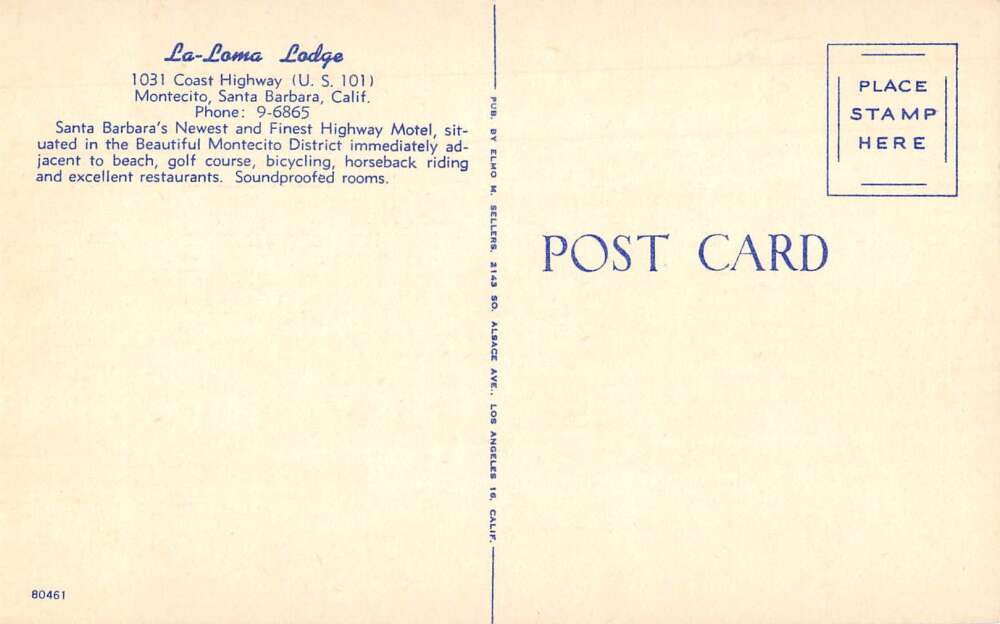 La-Loma Lodge
1031 Coast Highway (U. S. 101)
Montecito, Santa Barbara, Calif.
Phone: 9-6865
Santa Barbara's Newest and Finest Highway Motel, sit-
uated in the Beautiful Montecito District immediately ad-
jacent to beach, golf course, bicycling, horseback riding
and excellent restaurants. Soundproofed rooms.
80461
PUB. BY ELMO M. SELLERS, 2143 SO. ALSACE AVE., LOS ANGELES 16, CALIF.
PLACE
STAMP
HERE
POST CARD